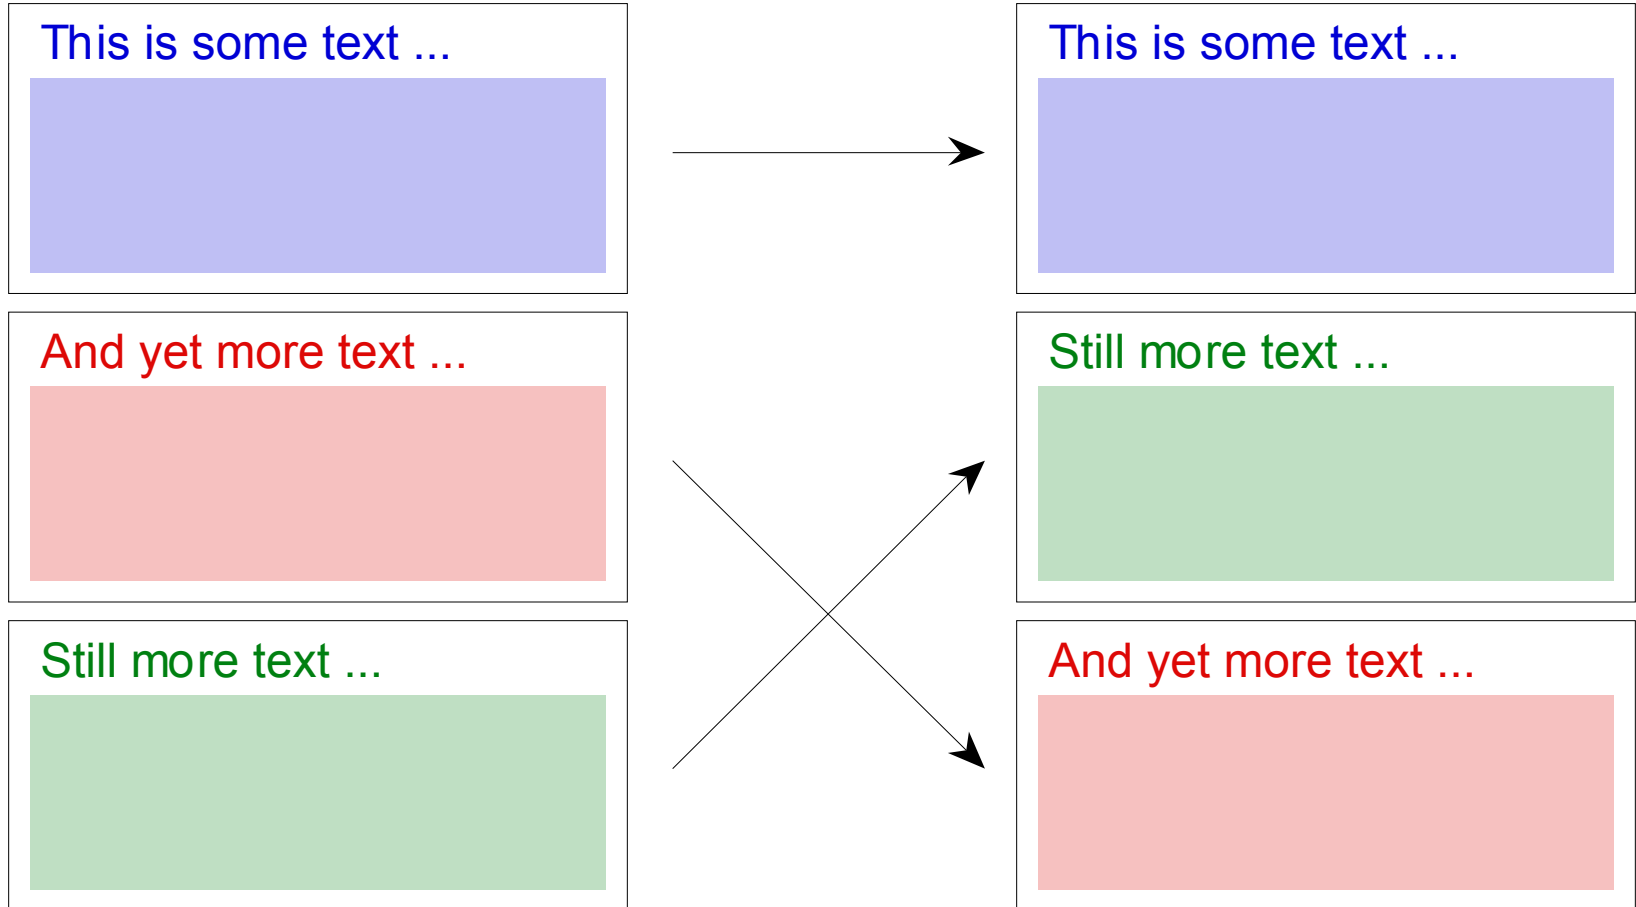 This is some text ...
And yet more text ...
Still more text ...
This is some text ...
Still more text ...
And yet more text ...